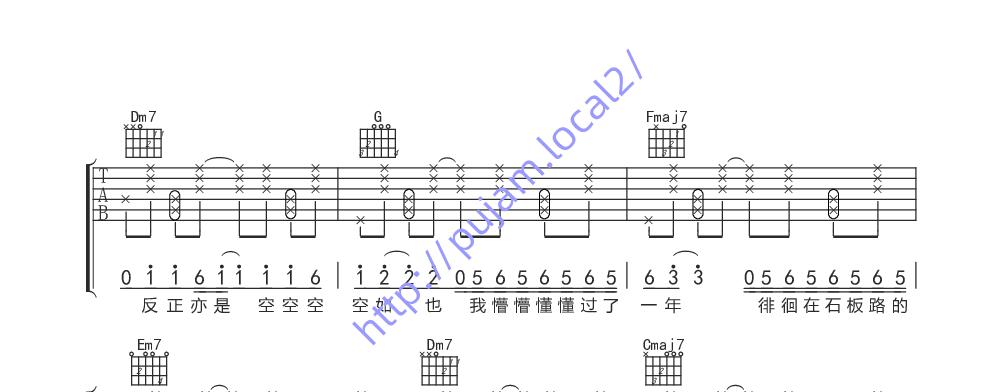 Dm7 G Fmaj7
T
A
B
0 1 1 6 1 1 1 1 6 1 2 2 2 0 5 6 5 6 5 6 5 6 3 3 0 5 6 5 6 5 6 5
反正亦是 空空空 空如 也 我懵懵懂懂过了 一年 徘徊在石板路的
Em7 Dm7 Cmaj7
http://pujam.local2/